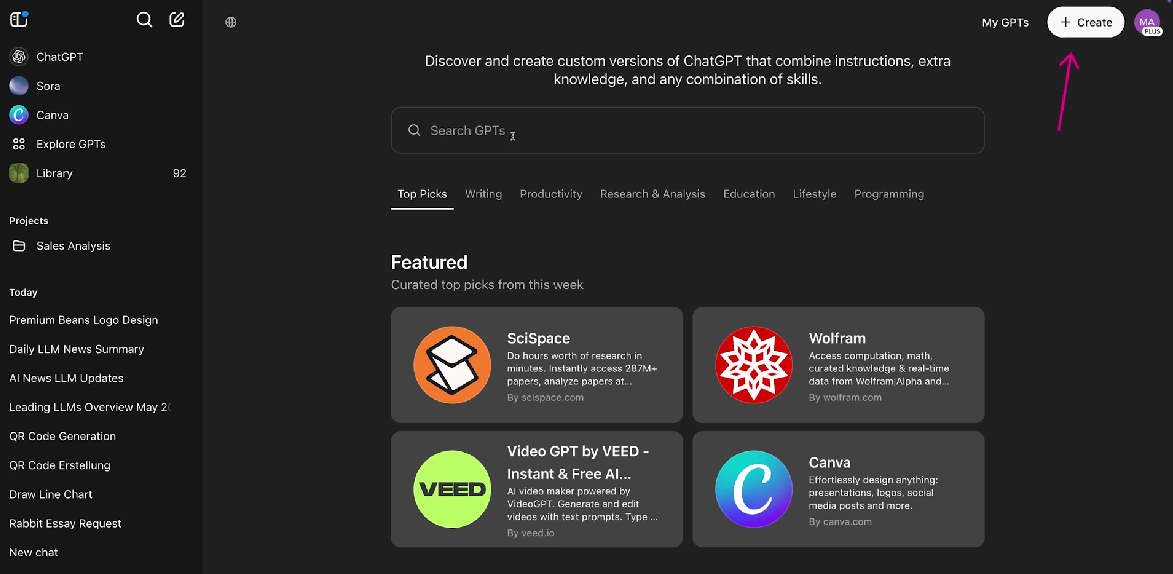 ChatGPT
Sora
Canva
Explore GPTs
Library 92
Projects
Sales Analysis
Today
Premium Beans Logo Design
Daily LLM News Summary
AI News LLM Updates
Leading LLMs Overview May 20
QR Code Generation
QR Code Erstellung
Draw Line Chart
Rabbit Essay Request
New chat
My GPTs
+ Create
MA
PLUS
Discover and create custom versions of ChatGPT that combine instructions, extra
knowledge, and any combination of skills.
Search GPTs
Top Picks Writing Productivity Research & Analysis Education Lifestyle Programming
Featured
Curated top picks from this week
SciSpace
Do hours worth of research in
minutes. Instantly access 287M+
papers, analyze papers at...
By scispace.com
Wolfram
Access computation, math,
curated knowledge & real-time
data from Wolfram|Alpha and...
By wolfram.com
VEED
Video GPT by VEED -
Instant & Free AI...
AI video maker powered by
VideoGPT. Generate and edit
videos with text prompts. Type ...
By veed.io
C
Canva
Effortlessly design anything:
presentations, logos, social
media posts and more.
By canva.com